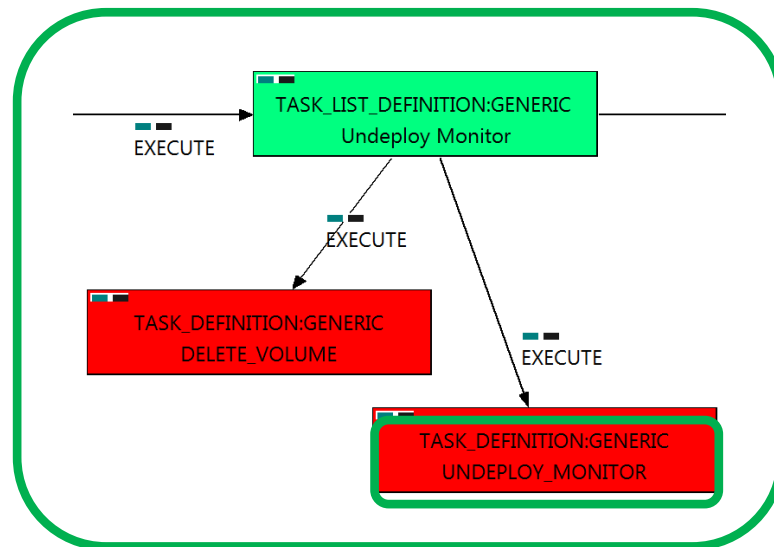 TASK_LIST_DEFINITION:GENERIC
Undeploy Monitor
EXECUTE
EXECUTE
TASK_DEFINITION:GENERIC
DELETE_VOLUME
EXECUTE
TASK_DEFINITION:GENERIC
UNDEPLOY_MONITOR